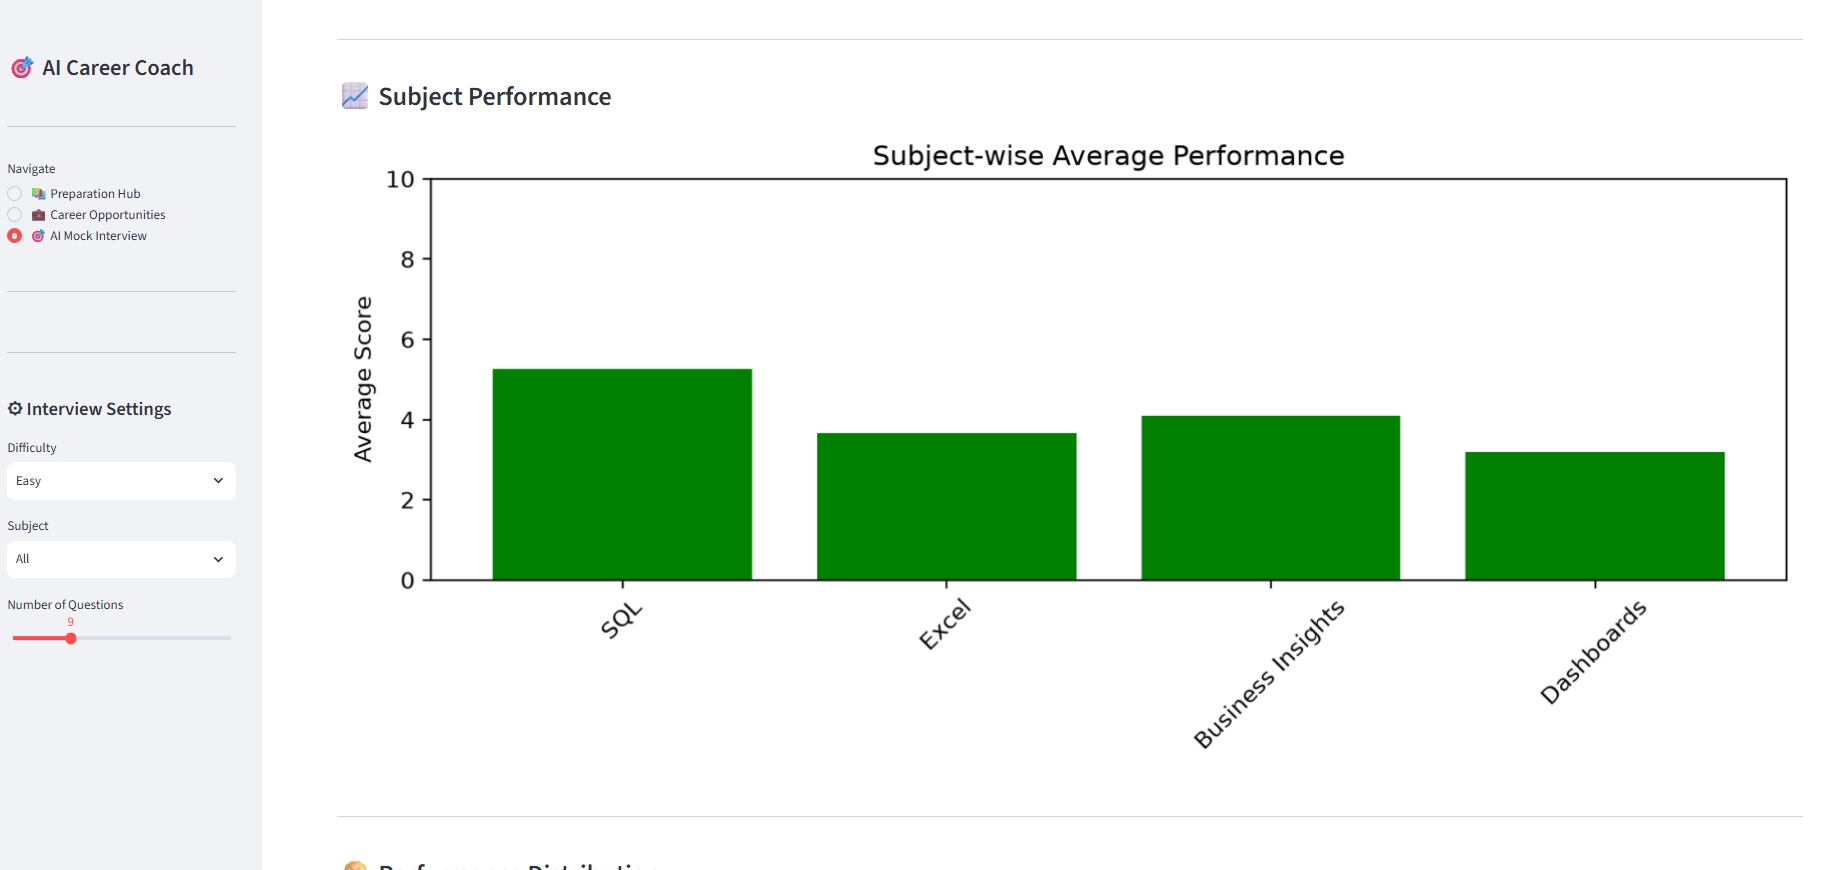 AI Career Coach
Navigate
Preparation Hub
Career Opportunities
AI Mock Interview
Interview Settings
Difficulty
Easy
Subject
All
Number of Questions
9
Subject Performance
Subject-wise Average Performance
Average Score
10
8
6
4
2
0
SQL
Excel
Business Insights
Dashboards
Performance Distribution